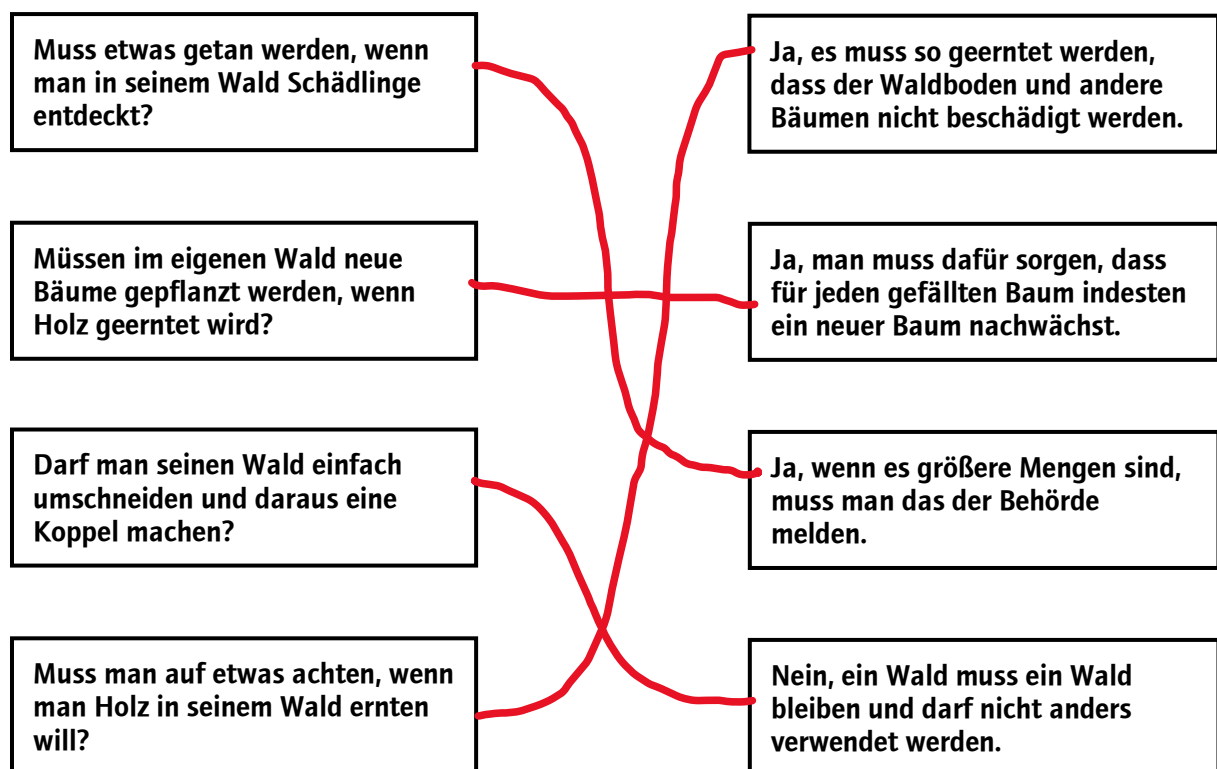 Muss etwas getan werden, wenn
man in seinem Wald Schädlinge
entdeckt?
Ja, es muss so geerntet werden,
dass der Waldboden und andere
Bäumen nicht beschädigt werden.
Müssen im eigenen Wald neue
Bäume gepflanzt werden, wenn
Holz geerntet wird?
Ja, man muss dafür sorgen, dass
für jeden gefällten Baum indesten
ein neuer Baum nachwächst.
Darf man seinen Wald einfach
umschneiden und daraus eine
Koppel machen?
Ja, wenn es größere Mengen sind,
muss man das der Behörde
melden.
Muss man auf etwas achten, wenn
man Holz in seinem Wald ernten
will?
Nein, ein Wald muss ein Wald
bleiben und darf nicht anders
verwendet werden.